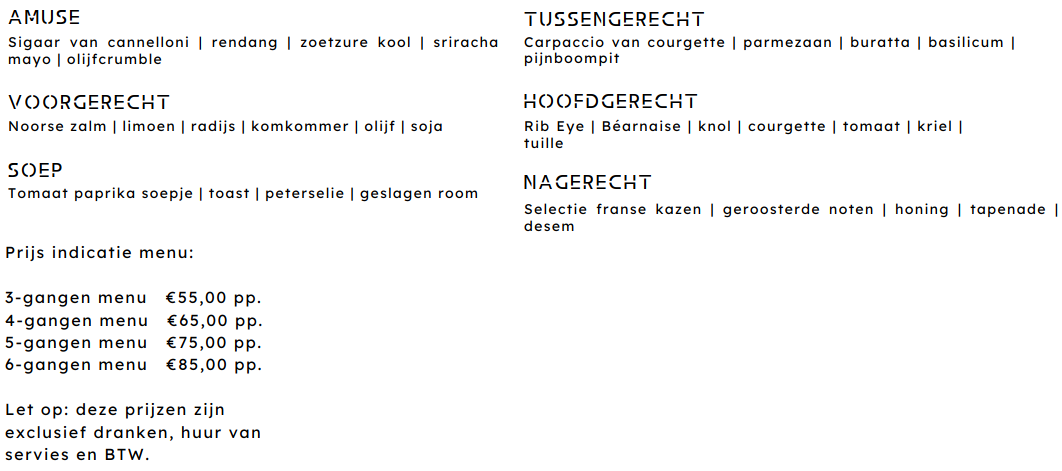 AMUSE
Sigaar van cannelloni | rendang | zoetzure kool | sriracha
mayo | olijfcrumble
VOORGERECHT
Noorse zalm | limoen | radijs | komkommer | olijf | soja
SOEP
Tomaat paprika soepje | toast | peterselie | geslagen room
TUSSENGERECHT
Carpaccio van courgette | parmezaan | buratta | basilicum |
pijnboompit
HOOFDGERECHT
Rib Eye | Béarnaise | knol | courgette | tomaat | kriel |
tuille
NAGERECHT
Selectie franse kazen | geroosterde noten | honing | tapenade |
desem
Prijs indicatie menu:
3-gangen menu €55,00 pp.
4-gangen menu €65,00 pp.
5-gangen menu €75,00 pp.
6-gangen menu €85,00 pp.
Let op: deze prijzen zijn
exclusief dranken, huur van
servies en BTW.